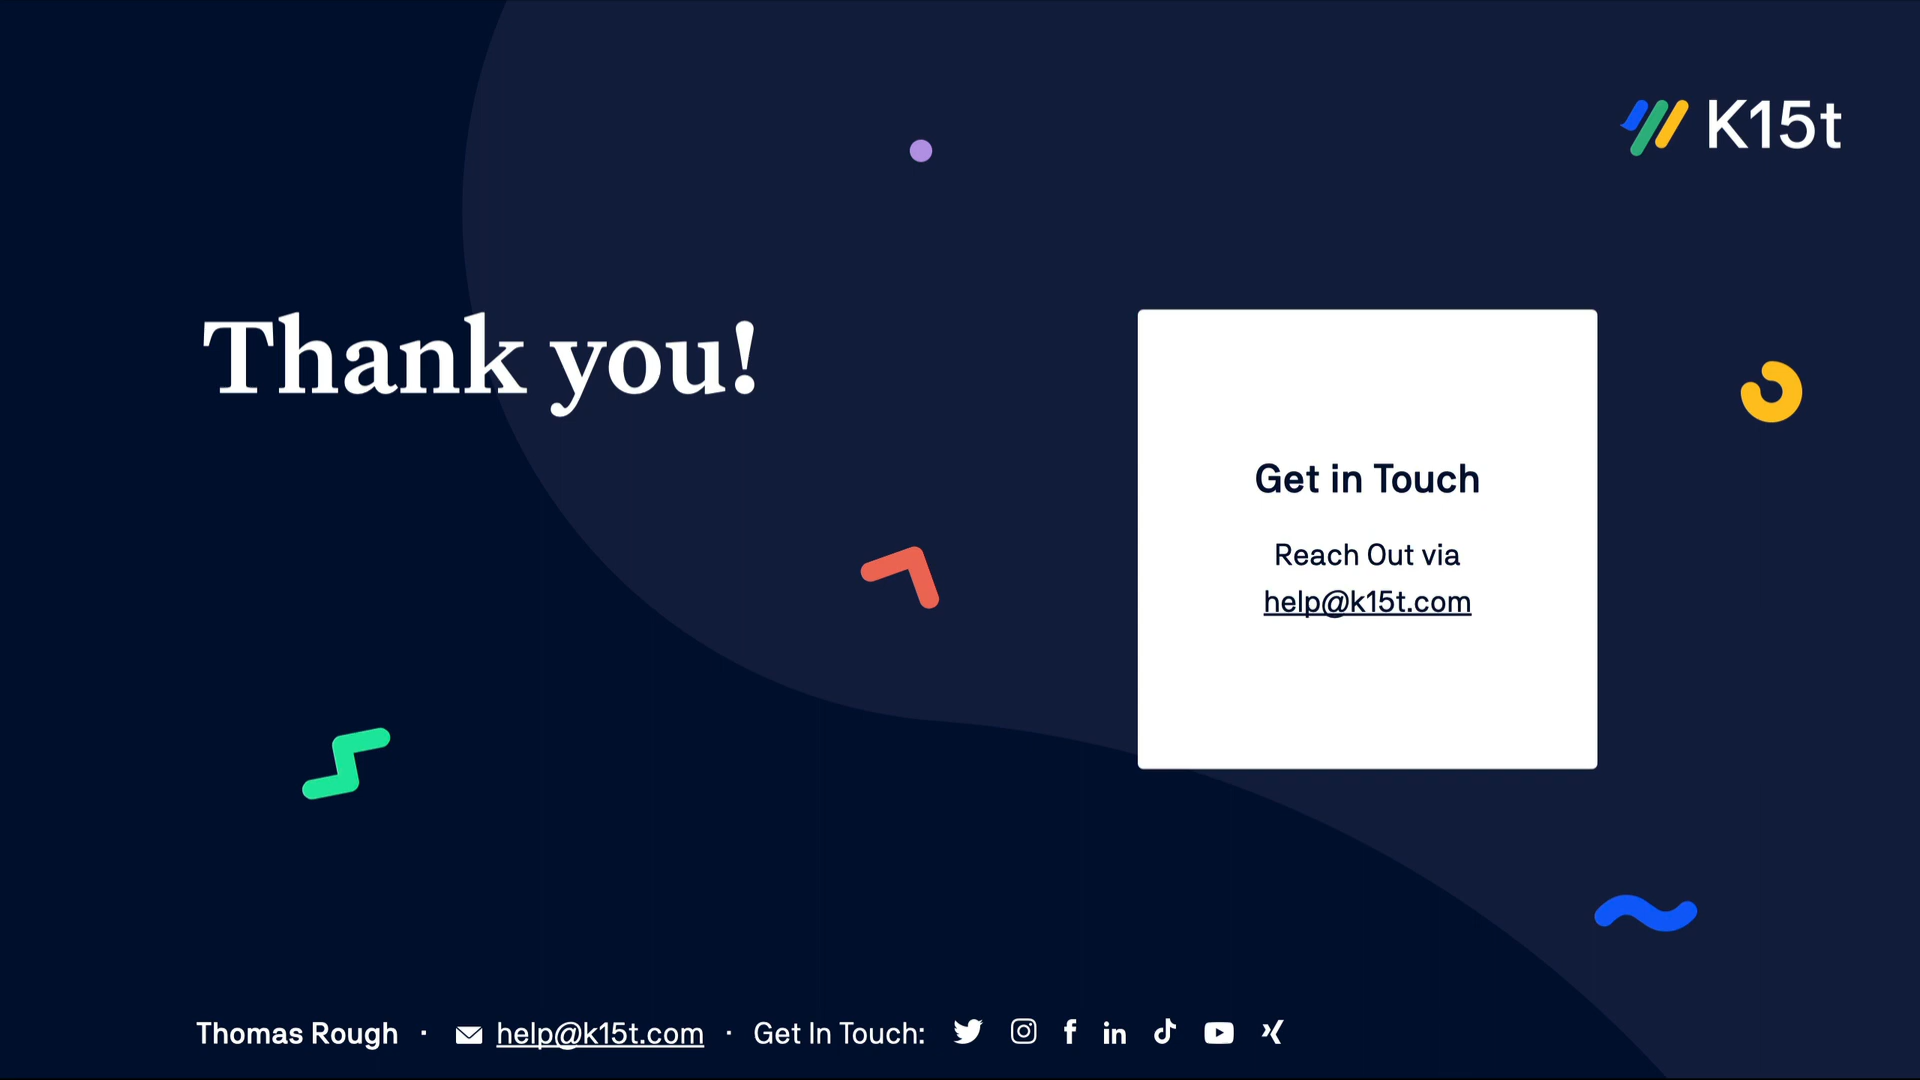 K15t
Thank you!
Get in Touch
Reach Out via
help@k15t.com
Thomas Rough · help@k15t.com · Get In Touch: